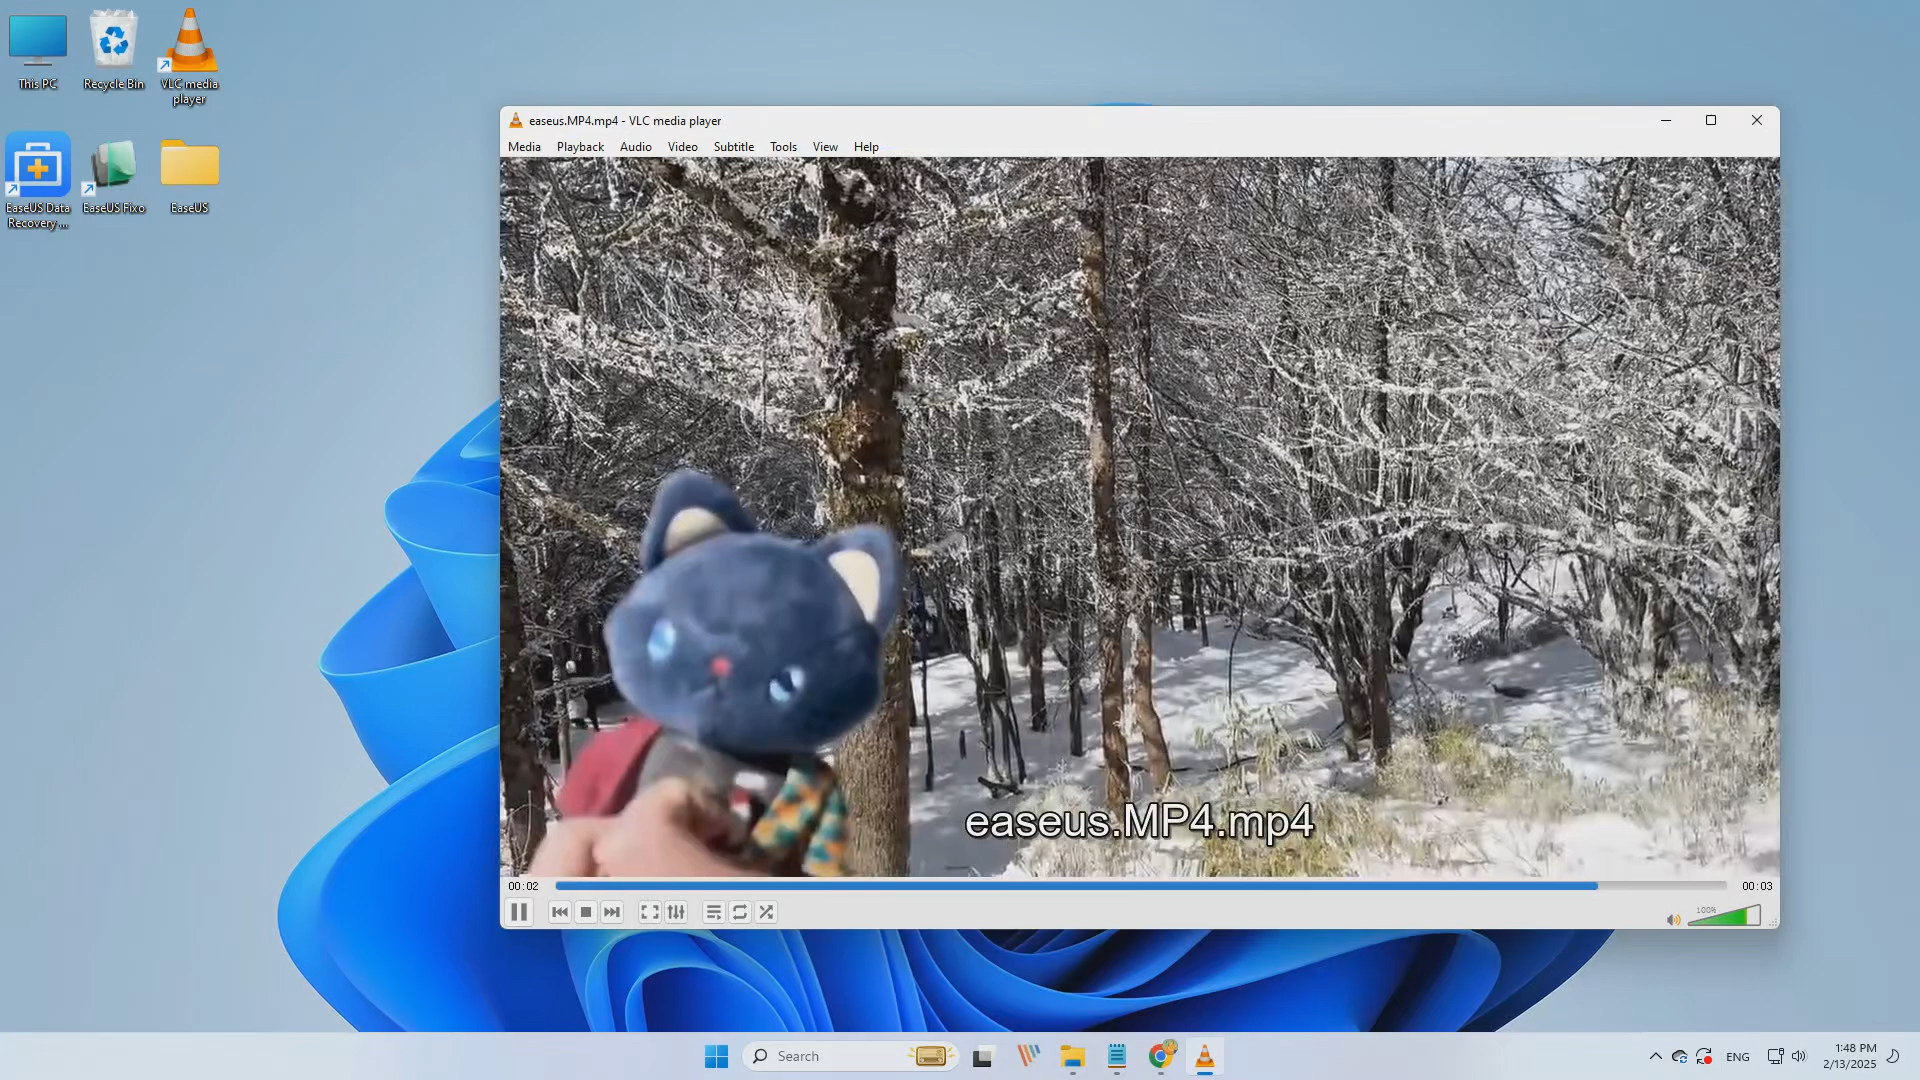 This PC
Recycle Bin
VLC media
player
EaseUS Data
Recovery ...
EaseUS Fixo
EaseUS
easeus.MP4.mp4 - VLC media player
Media Playback Audio Video Subtitle Tools View Help
easeus.MP4.mp4
00:02
00:03
100%
Search
ENG
1:48 PM
2/13/2025